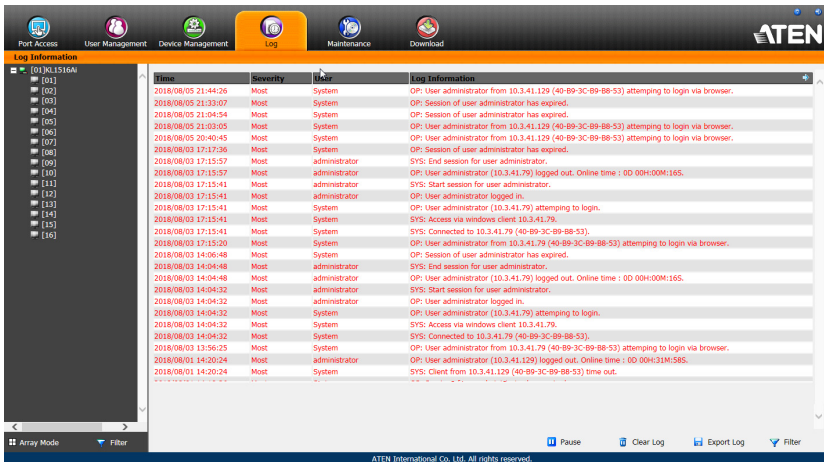 Port Access User Management Device Management Log Maintenance Download
ATEN
Log Information
[01]KL1516Ai
[01]
[02]
[03]
[04]
[05]
[06]
[07]
[08]
[09]
[10]
[11]
[12]
[13]
[14]
[15]
[16]
Time Severity User Log Information
2018/08/05 21:44:26 Most System OP: User administrator from 10.3.41.129 (40-B9-3C-B9-B8-53) attemping to login via browser.
2018/08/05 21:33:07 Most System OP: Session of user administrator has expired.
2018/08/05 21:04:54 Most System OP: Session of user administrator has expired.
2018/08/05 21:03:05 Most System OP: User administrator from 10.3.41.129 (40-B9-3C-B9-B8-53) attemping to login via browser.
2018/08/05 20:40:45 Most System OP: User administrator from 10.3.41.129 (40-B9-3C-B9-B8-53) attemping to login via browser.
2018/08/03 17:17:36 Most System OP: Session of user administrator has expired.
2018/08/03 17:15:57 Most administrator SYS: End session for user administrator.
2018/08/03 17:15:57 Most administrator OP: User administrator (10.3.41.79) logged out. Online time : 0D 00H:00M:16S.
2018/08/03 17:15:41 Most administrator SYS: Start session for user administrator.
2018/08/03 17:15:41 Most administrator OP: User administrator logged in.
2018/08/03 17:15:41 Most System OP: User administrator (10.3.41.79) attemping to login.
2018/08/03 17:15:41 Most System SYS: Access via windows client 10.3.41.79.
2018/08/03 17:15:41 Most System SYS: Connected to 10.3.41.79 (40-B9-3C-B9-B8-53).
2018/08/03 17:15:20 Most System OP: User administrator from 10.3.41.79 (40-B9-3C-B9-B8-53) attemping to login via browser.
2018/08/03 14:06:48 Most System OP: Session of user administrator has expired.
2018/08/03 14:04:48 Most administrator SYS: End session for user administrator.
2018/08/03 14:04:48 Most administrator OP: User administrator (10.3.41.79) logged out. Online time : 0D 00H:00M:16S.
2018/08/03 14:04:32 Most administrator SYS: Start session for user administrator.
2018/08/03 14:04:32 Most administrator OP: User administrator logged in.
2018/08/03 14:04:32 Most System OP: User administrator (10.3.41.79) attemping to login.
2018/08/03 14:04:32 Most System SYS: Access via windows client 10.3.41.79.
2018/08/03 14:04:32 Most System SYS: Connected to 10.3.41.79 (40-B9-3C-B9-B8-53).
2018/08/03 13:56:25 Most System OP: User administrator from 10.3.41.79 (40-B9-3C-B9-B8-53) attemping to login via browser.
2018/08/01 14:20:24 Most administrator OP: User administrator (10.3.41.129) logged out. Online time : 0D 00H:31M:58S.
2018/08/01 14:20:24 Most System SYS: Client from 10.3.41.129 (40-B9-3C-B9-B8-53) time out.
Array Mode Filter Pause Clear Log Export Log Filter
ATEN International Co. Ltd. All rights reserved.